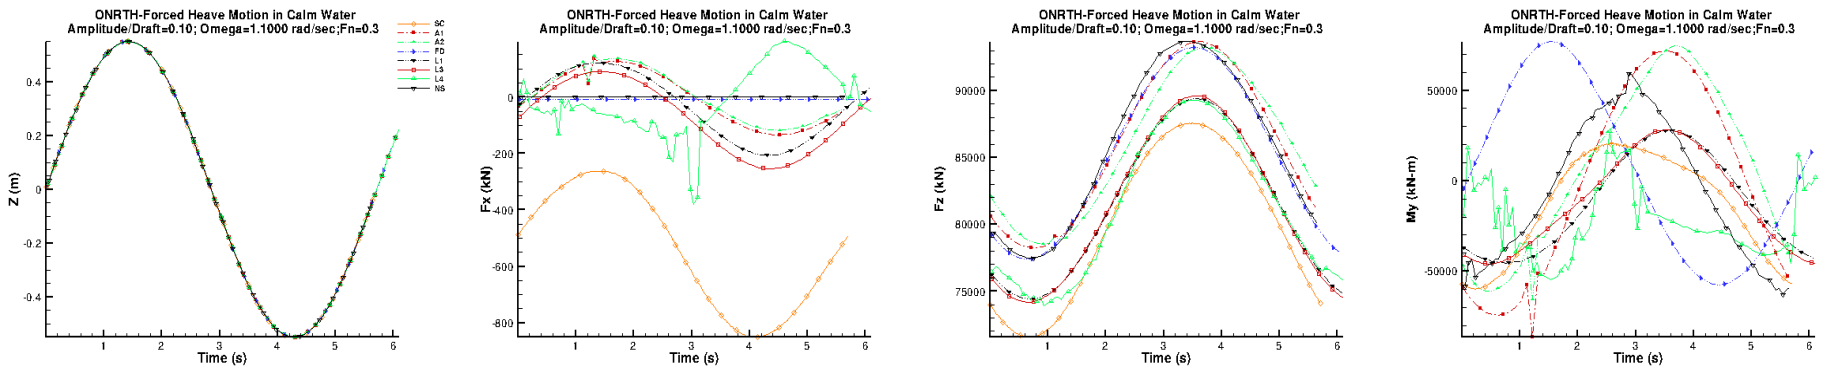 ONRTH-Forced Heave Motion in Calm Water
Amplitude/Draft=0.10; Omega=1.1000 rad/sec;Fn=0.3
SC
A1
A2
FD
L1
L3
L4
NS
Z (m)
0.4
0.2
0
-0.2
-0.4
1 2 3 4 5 6
Time (s)
ONRTH-Forced Heave Motion in Calm Water
Amplitude/Draft=0.10; Omega=1.1000 rad/sec;Fn=0.3
Fx (kN)
0
-200
-400
-600
-800
1 2 3 4 5 6
Time (s)
ONRTH-Forced Heave Motion in Calm Water
Amplitude/Draft=0.10; Omega=1.1000 rad/sec;Fn=0.3
Fz (kN)
90000
85000
80000
75000
1 2 3 4 5 6
Time (s)
ONRTH-Forced Heave Motion in Calm Water
Amplitude/Draft=0.10; Omega=1.1000 rad/sec;Fn=0.3
My (kN-m)
50000
0
-50000
1 2 3 4 5 6
Time (s)